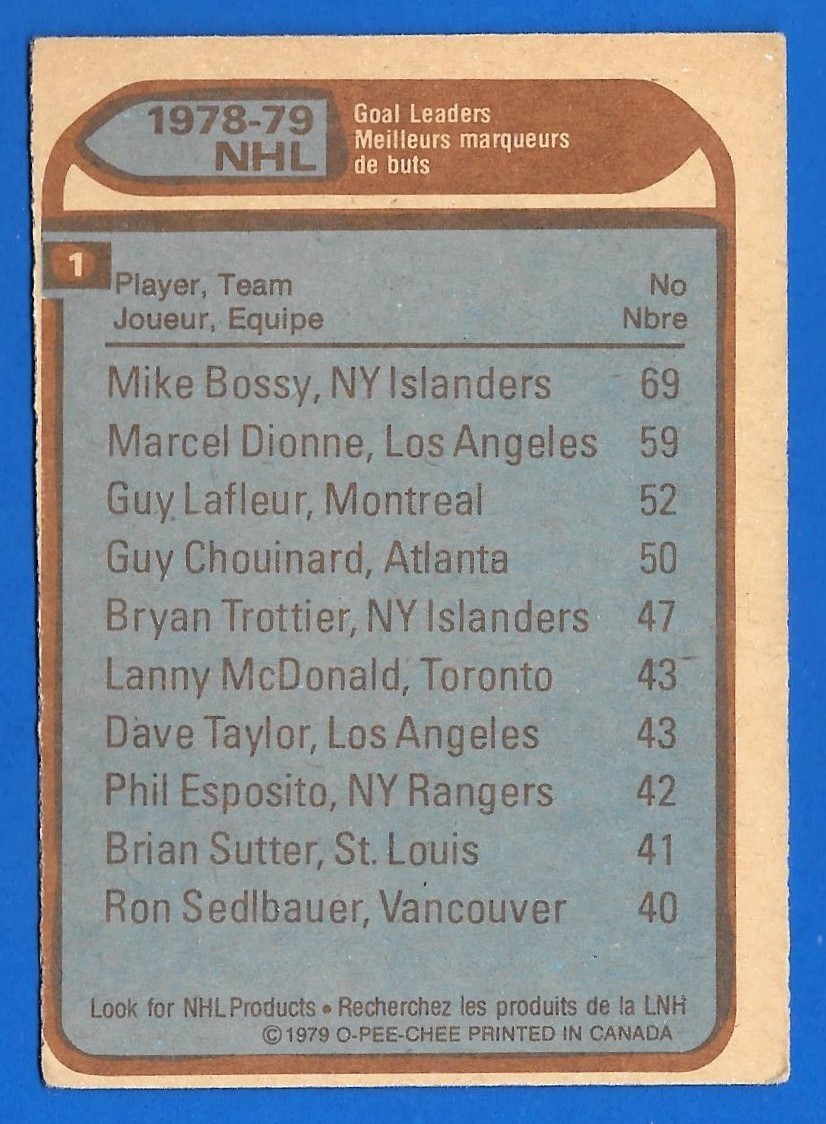 1978-79
NHL
Goal Leaders
Meilleurs marqueurs
de buts
1
Player, Team No
Joueur, Equipe Nbre
Mike Bossy, NY Islanders 69
Marcel Dionne, Los Angeles 59
Guy Lafleur, Montreal 52
Guy Chouinard, Atlanta 50
Bryan Trottier, NY Islanders 47
Lanny McDonald, Toronto 43
Dave Taylor, Los Angeles 43
Phil Esposito, NY Rangers 42
Brian Sutter, St. Louis 41
Ron Sedlbauer, Vancouver 40
Look for NHL Products • Recherchez les produits de la LNH
©1979 O-PEE-CHEE PRINTED IN CANADA